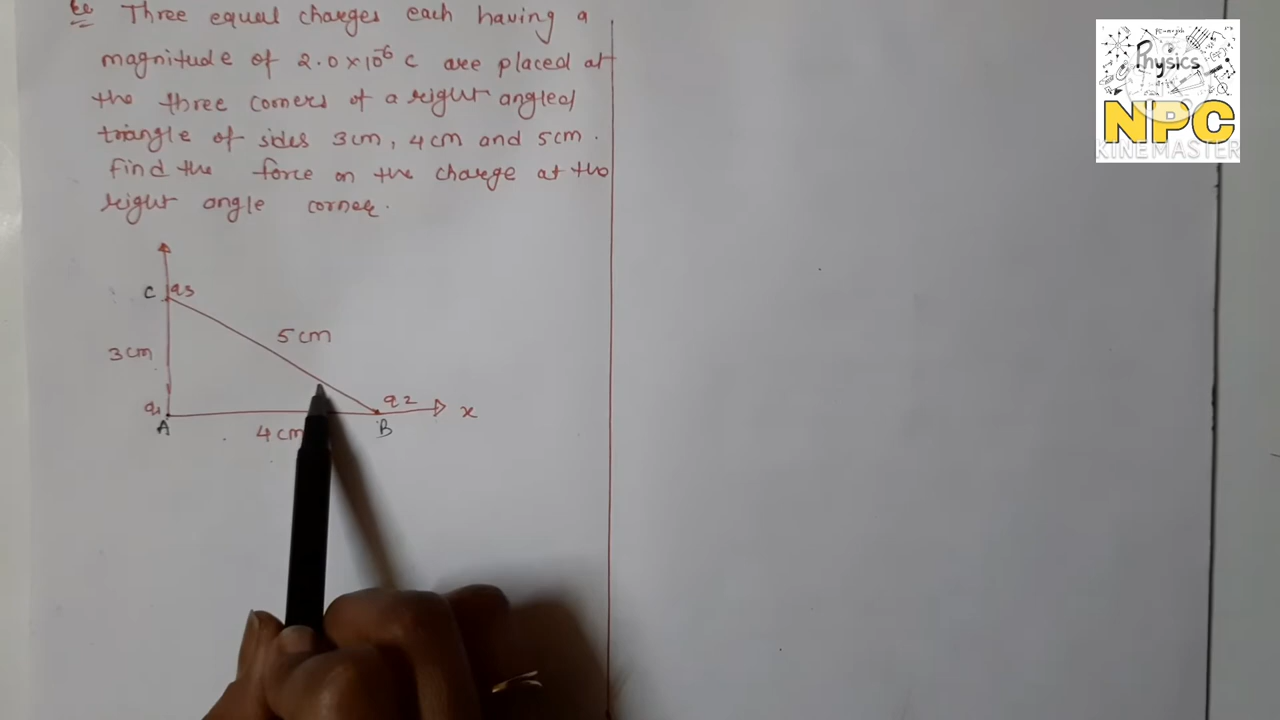 Ex Three equal charges each having a
magnitude of 2.0×10⁻⁶ C are placed at
the three corners of a right angled
triangle of sides 3cm, 4cm and 5cm.
Find the force on the charge at the
right angle corner.
C q3
5cm
3cm
q1
q2
x
A
4cm
B
Physics
NPC
KINEMASTER